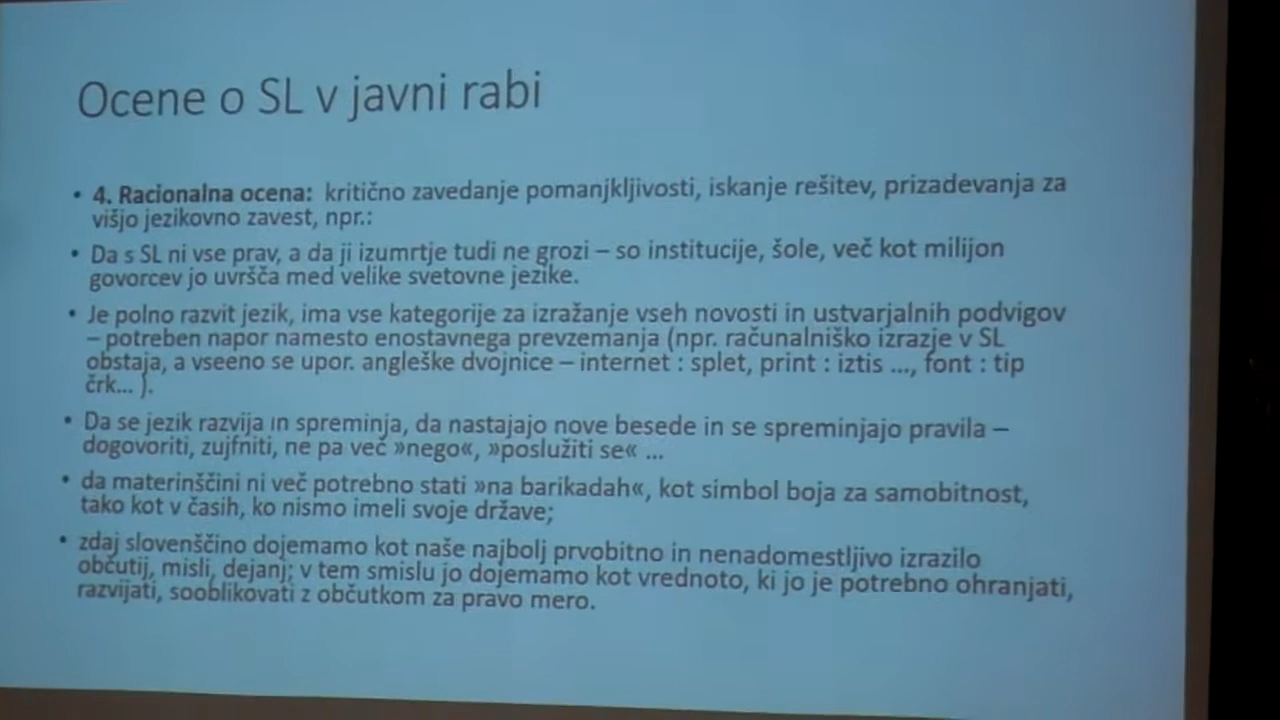 Ocene o SL v javni rabi
• 4. Racionalna ocena: kritično zavedanje pomanjkljivosti, iskanje rešitev, prizadevanja za
višjo jezikovno zavest, npr.:
• Da s SL ni vse prav, a da ji izumrtje tudi ne grozi – so institucije, šole, več kot milijon
govorcev jo uvršča med velike svetovne jezike.
• Je polno razvit jezik, ima vse kategorije za izražanje vseh novosti in ustvarjalnih podvigov
– potreben napor namesto enostavnega prevzemanja (npr. računalniško izrazje v SL
obstaja, a vseeno se upor. angleške dvojnice – internet : splet, print : iztis ..., font : tip
črk... ).
• Da se jezik razvija in spreminja, da nastajajo nove besede in se spreminjajo pravila –
dogovoriti, zujfniti, ne pa več »nego«, »poslužiti se« ...
• da materinščini ni več potrebno stati »na barikadah«, kot simbol boja za samobitnost,
tako kot v časih, ko nismo imeli svoje države;
• zdaj slovenščino dojemamo kot naše najbolj prvobitno in nenadomestljivo izrazilo
občutij, misli, dejanj; v tem smislu jo dojemamo kot vrednoto, ki jo je potrebno ohranjati,
razvijati, sooblikovati z občutkom za pravo mero.